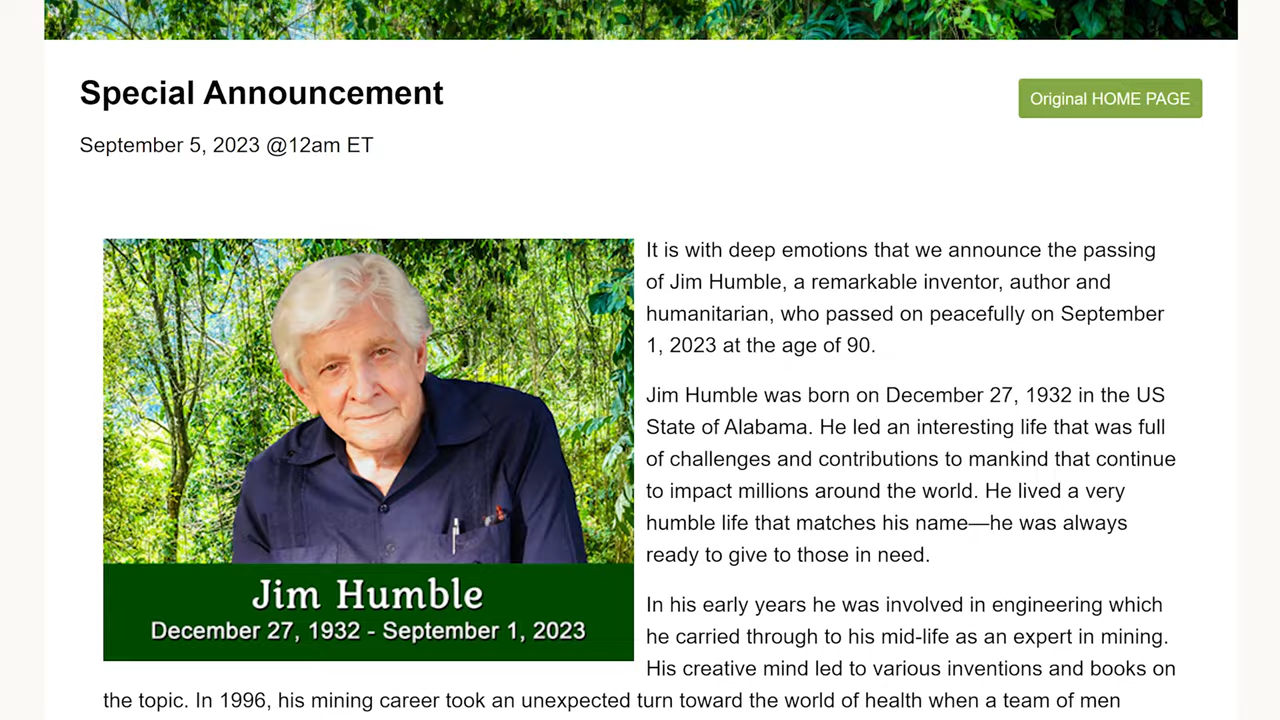 Special Announcement
Original HOME PAGE
September 5, 2023 @12am ET
It is with deep emotions that we announce the passing
of Jim Humble, a remarkable inventor, author and
humanitarian, who passed on peacefully on September
1, 2023 at the age of 90.
Jim Humble was born on December 27, 1932 in the US
State of Alabama. He led an interesting life that was full
of challenges and contributions to mankind that continue
to impact millions around the world. He lived a very
humble life that matches his name—he was always
ready to give to those in need.
Jim Humble
December 27, 1932 - September 1, 2023
In his early years he was involved in engineering which
he carried through to his mid-life as an expert in mining.
His creative mind led to various inventions and books on
the topic. In 1996, his mining career took an unexpected turn toward the world of health when a team of men